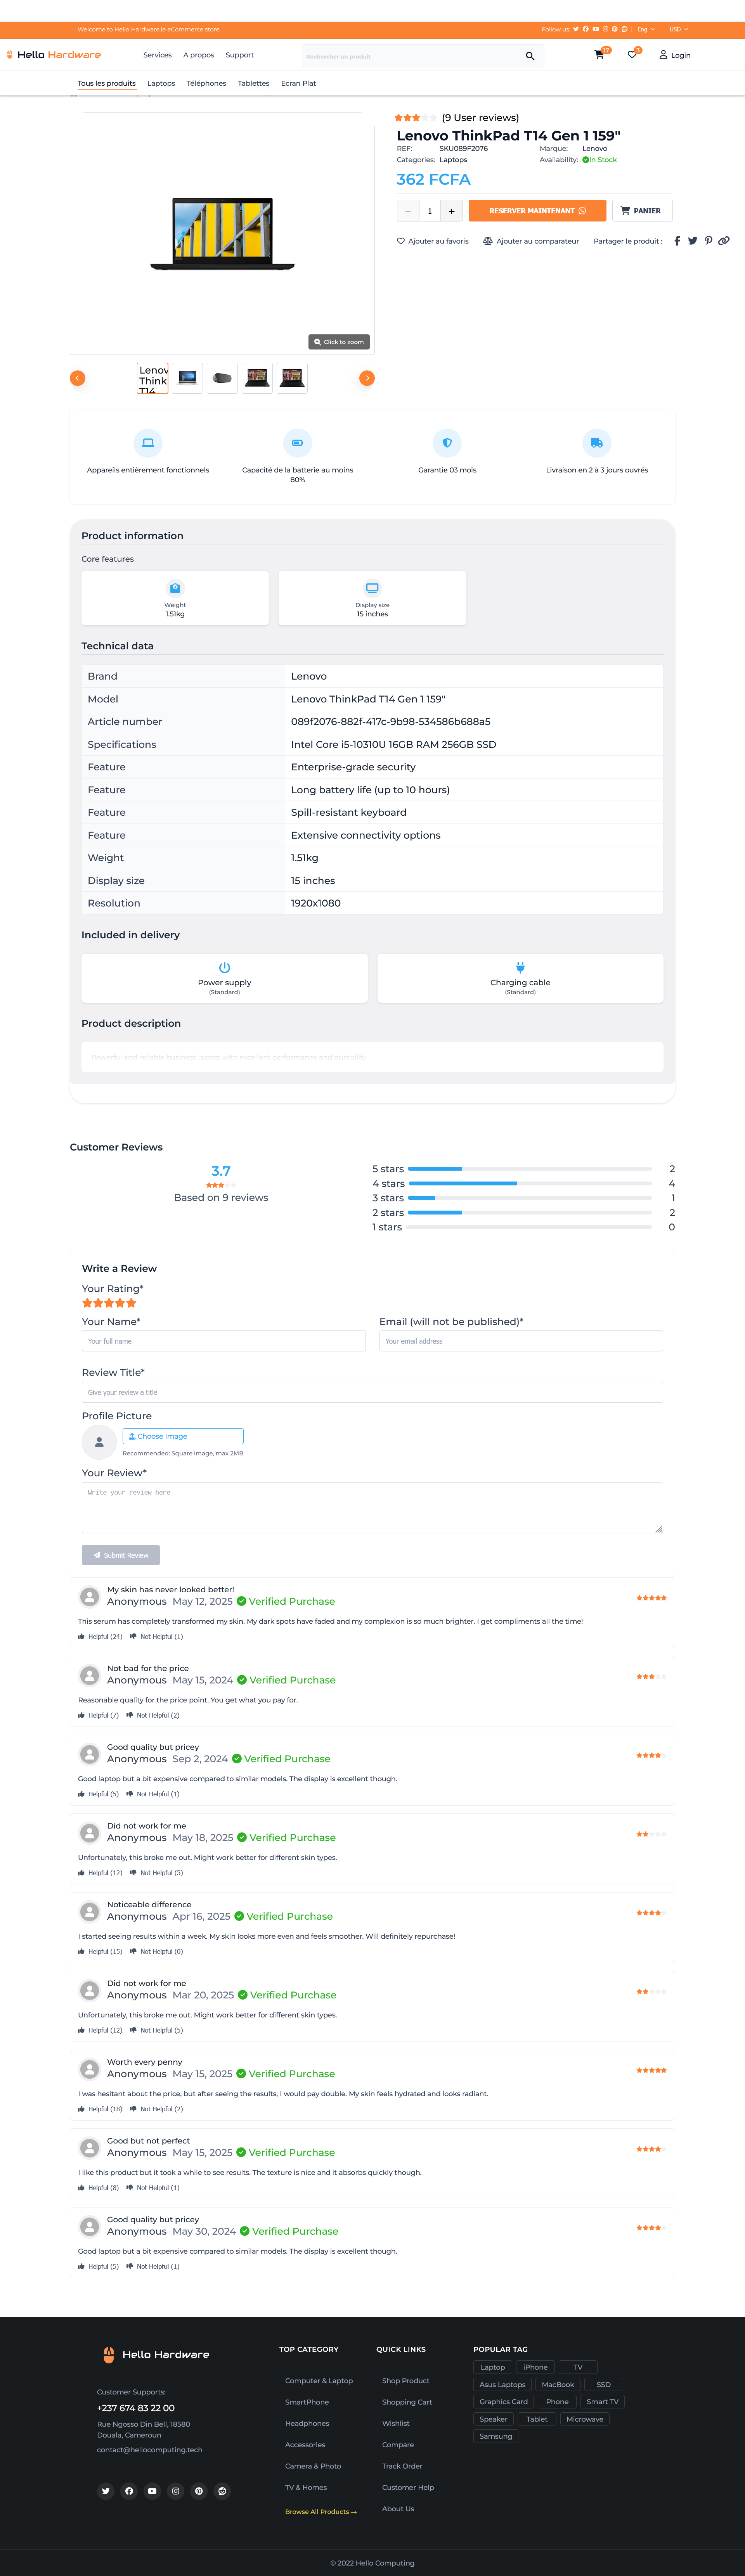 Welcome to Hello Hardware.ie eCommerce store.
Follow us:
Eng
USD
Hello Hardware
Services
A propos
Support
Rechercher un produit
17
3
Login
Tous les produits
Laptops
Téléphones
Tablettes
Ecran Plat
(9 User reviews)
Lenovo ThinkPad T14 Gen 1 159"
REF: SKU089F2076
Marque: Lenovo
Categories: Laptops
Availability: In Stock
362 FCFA
1
RESERVER MAINTENANT
PANIER
Ajouter au favoris
Ajouter au comparateur
Partager le produit :
Click to zoom
Lenovo
Think
T14
Appareils entièrement fonctionnels
Capacité de la batterie au moins
80%
Garantie 03 mois
Livraison en 2 à 3 jours ouvrés
Product information
Core features
Weight
1.51kg
Display size
15 inches
Technical data
Brand Lenovo
Model Lenovo ThinkPad T14 Gen 1 159"
Article number 089f2076-882f-417c-9b98-534586b688a5
Specifications Intel Core i5-10310U 16GB RAM 256GB SSD
Feature Enterprise-grade security
Feature Long battery life (up to 10 hours)
Feature Spill-resistant keyboard
Feature Extensive connectivity options
Weight 1.51kg
Display size 15 inches
Resolution 1920x1080
Included in delivery
Power supply
(Standard)
Charging cable
(Standard)
Product description
Powerful and reliable business laptop with excellent performance and durability.
Customer Reviews
3.7
Based on 9 reviews
5 stars 2
4 stars 4
3 stars 1
2 stars 2
1 stars 0
Write a Review
Your Rating*
Your Name*
Email (will not be published)*
Your full name
Your email address
Review Title*
Give your review a title
Profile Picture
Choose Image
Recommended: Square image, max 2MB
Your Review*
Write your review here
Submit Review
My skin has never looked better!
Anonymous May 12, 2025 Verified Purchase
This serum has completely transformed my skin. My dark spots have faded and my complexion is so much brighter. I get compliments all the time!
Helpful (24) Not Helpful (1)
Not bad for the price
Anonymous May 15, 2024 Verified Purchase
Reasonable quality for the price point. You get what you pay for.
Helpful (7) Not Helpful (2)
Good quality but pricey
Anonymous Sep 2, 2024 Verified Purchase
Good laptop but a bit expensive compared to similar models. The display is excellent though.
Helpful (5) Not Helpful (1)
Did not work for me
Anonymous May 18, 2025 Verified Purchase
Unfortunately, this broke me out. Might work better for different skin types.
Helpful (12) Not Helpful (5)
Noticeable difference
Anonymous Apr 16, 2025 Verified Purchase
I started seeing results within a week. My skin looks more even and feels smoother. Will definitely repurchase!
Helpful (15) Not Helpful (0)
Did not work for me
Anonymous Mar 20, 2025 Verified Purchase
Unfortunately, this broke me out. Might work better for different skin types.
Helpful (12) Not Helpful (5)
Worth every penny
Anonymous May 15, 2025 Verified Purchase
I was hesitant about the price, but after seeing the results, I would pay double. My skin feels hydrated and looks radiant.
Helpful (18) Not Helpful (2)
Good but not perfect
Anonymous May 15, 2025 Verified Purchase
I like this product but it took a while to see results. The texture is nice and it absorbs quickly though.
Helpful (8) Not Helpful (1)
Good quality but pricey
Anonymous May 30, 2024 Verified Purchase
Good laptop but a bit expensive compared to similar models. The display is excellent though.
Helpful (5) Not Helpful (1)
Hello Hardware
Customer Supports:
+237 674 83 22 00
Rue Ngosso Din Bell, 18580
Douala, Cameroun
contact@hellocomputing.tech
TOP CATEGORY
Computer & Laptop
SmartPhone
Headphones
Accessories
Camera & Photo
TV & Homes
Browse All Products →
QUICK LINKS
Shop Product
Shopping Cart
Wishlist
Compare
Track Order
Customer Help
About Us
POPULAR TAG
Laptop iPhone TV
Asus Laptops MacBook SSD
Graphics Card Phone Smart TV
Speaker Tablet Microwave
Samsung
© 2022 Hello Computing